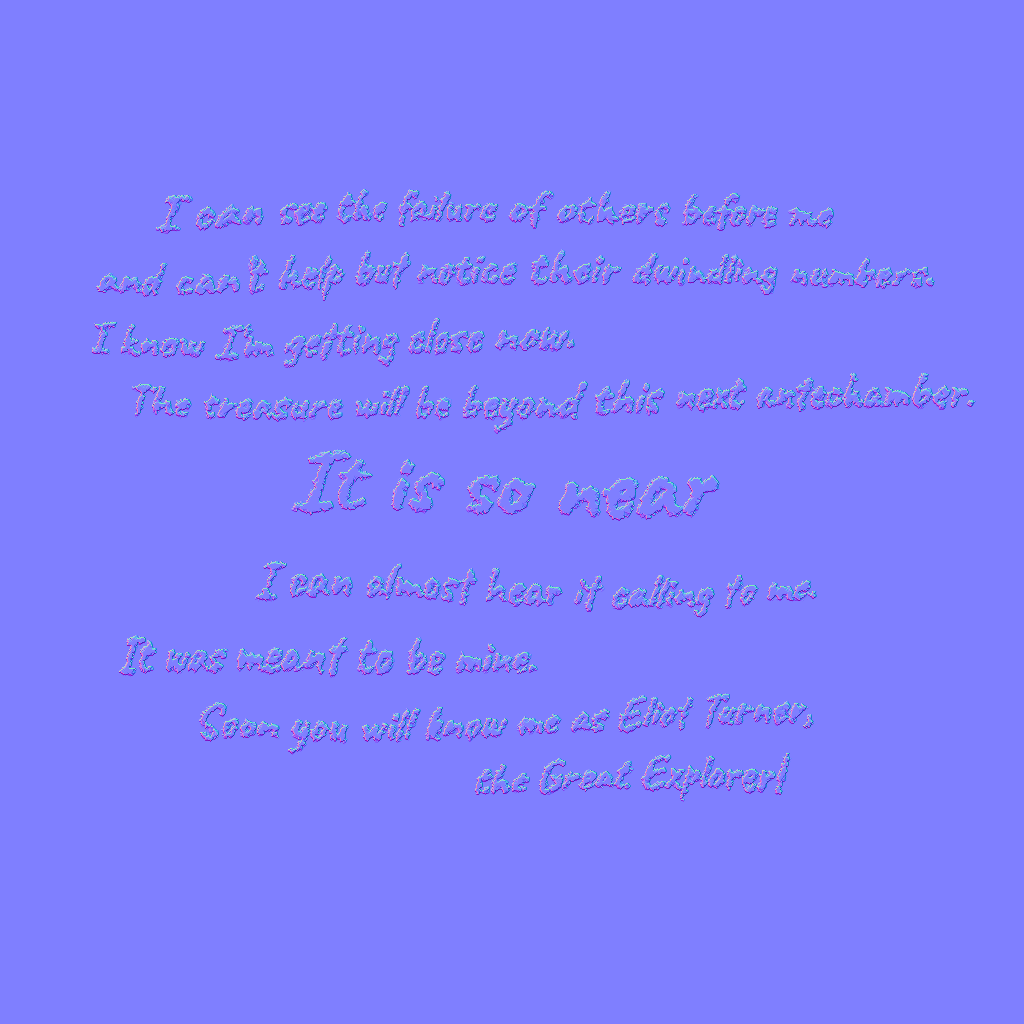 I can see the failure of others before me
and can't help but notice their dwindling numbers.
I know I'm getting close now.
The treasure will be beyond this next antechamber.
It is so near
I can almost hear it calling to me.
It was meant to be mine.
Soon you will know me as Eliot Turner,
the Great Explorer!